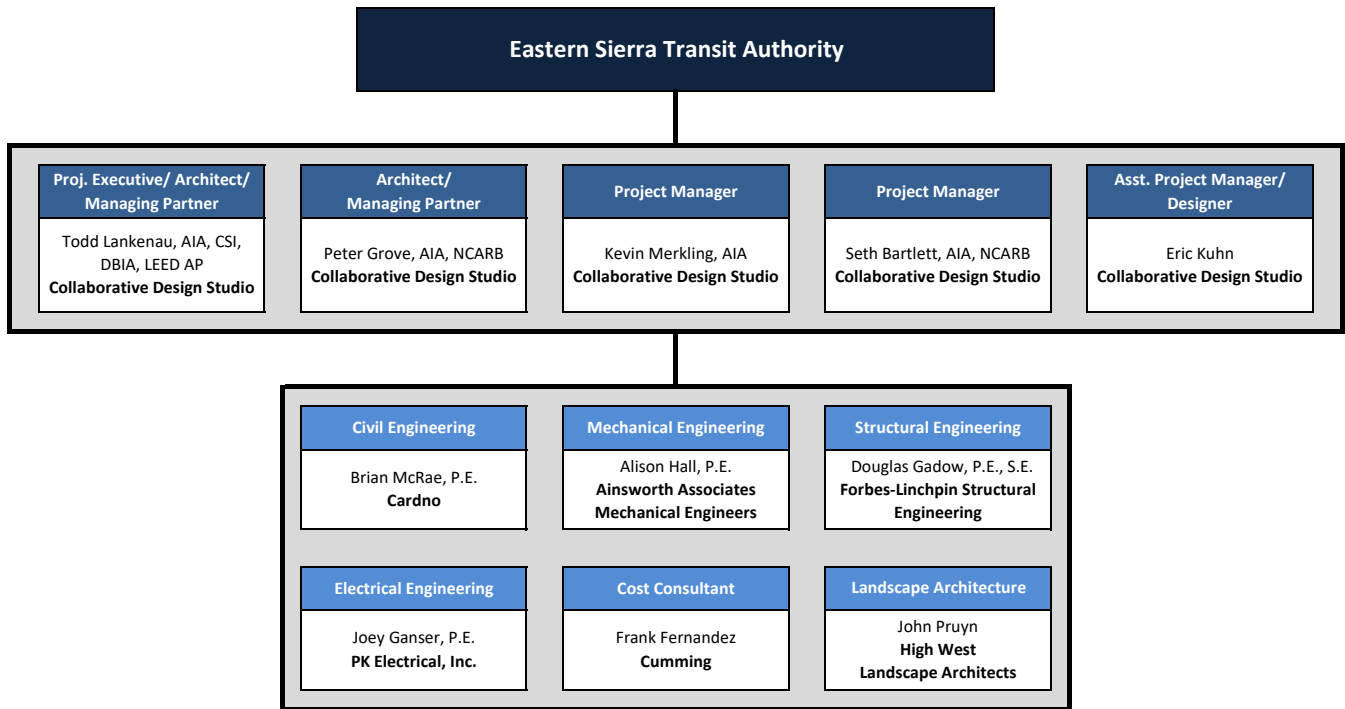 Eastern Sierra Transit Authority
Proj. Executive/ Architect/
Managing Partner
Todd Lankenau, AIA, CSI,
DBIA, LEED AP
Collaborative Design Studio
Architect/
Managing Partner
Peter Grove, AIA, NCARB
Collaborative Design Studio
Project Manager
Kevin Merkling, AIA
Collaborative Design Studio
Project Manager
Seth Bartlett, AIA, NCARB
Collaborative Design Studio
Asst. Project Manager/
Designer
Eric Kuhn
Collaborative Design Studio
Civil Engineering
Brian McRae, P.E.
Cardno
Mechanical Engineering
Alison Hall, P.E.
Ainsworth Associates
Mechanical Engineers
Structural Engineering
Douglas Gadow, P.E., S.E.
Forbes-Linchpin Structural
Engineering
Electrical Engineering
Joey Ganser, P.E.
PK Electrical, Inc.
Cost Consultant
Frank Fernandez
Cumming
Landscape Architecture
John Pruyn
High West
Landscape Architects